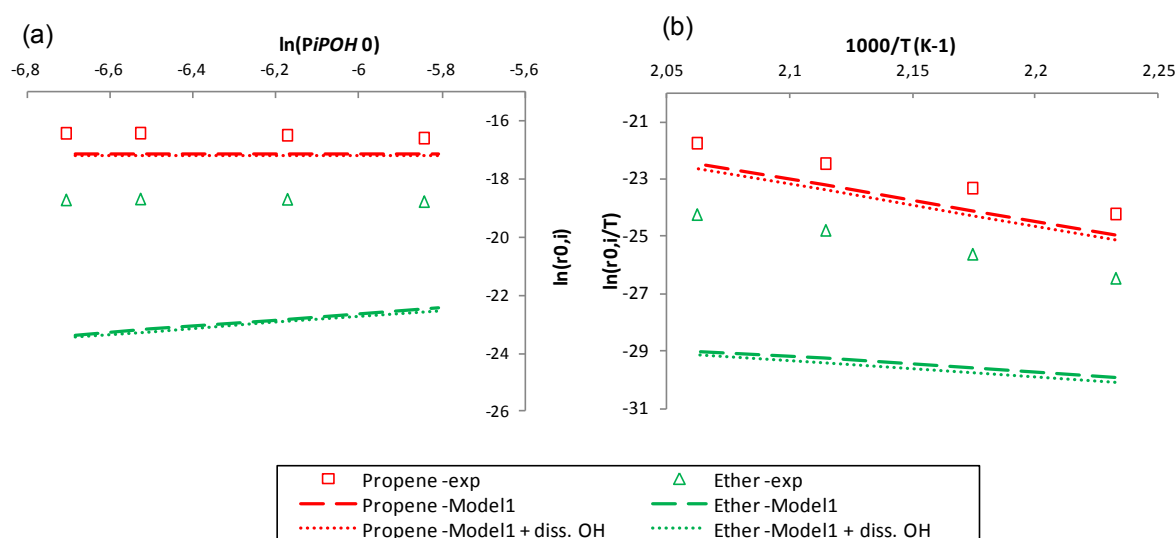 (a)
ln(PiPOH 0)
-6,8 -6,6 -6,4 -6,2 -6 -5,8 -5,6
-16
-18
-20
-22
-24
-26
ln(r0,i)
(b)
1000/T (K-1)
2,05 2,1 2,15 2,2 2,25
-21
-23
-25
-27
-29
-31
ln(r0,i/T)
Propene -exp Ether -exp
Propene -Model1 Ether -Model1
Propene -Model1 + diss. OH Ether -Model1 + diss. OH